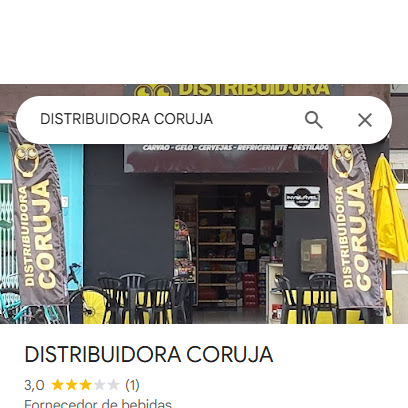 DISTRIBUIDORA
DISTRIBUIDORA CORUJA
CARVÃO - GELO - CERVEJAS - REFRIGERANTE - DESTILADO
DISTRIBUIDORA
CORUJA
DISTRIBUIDORA
CORUJA
DISTRIBUIDORA CORUJA
3,0 (1)
Fornecedor de bebidas